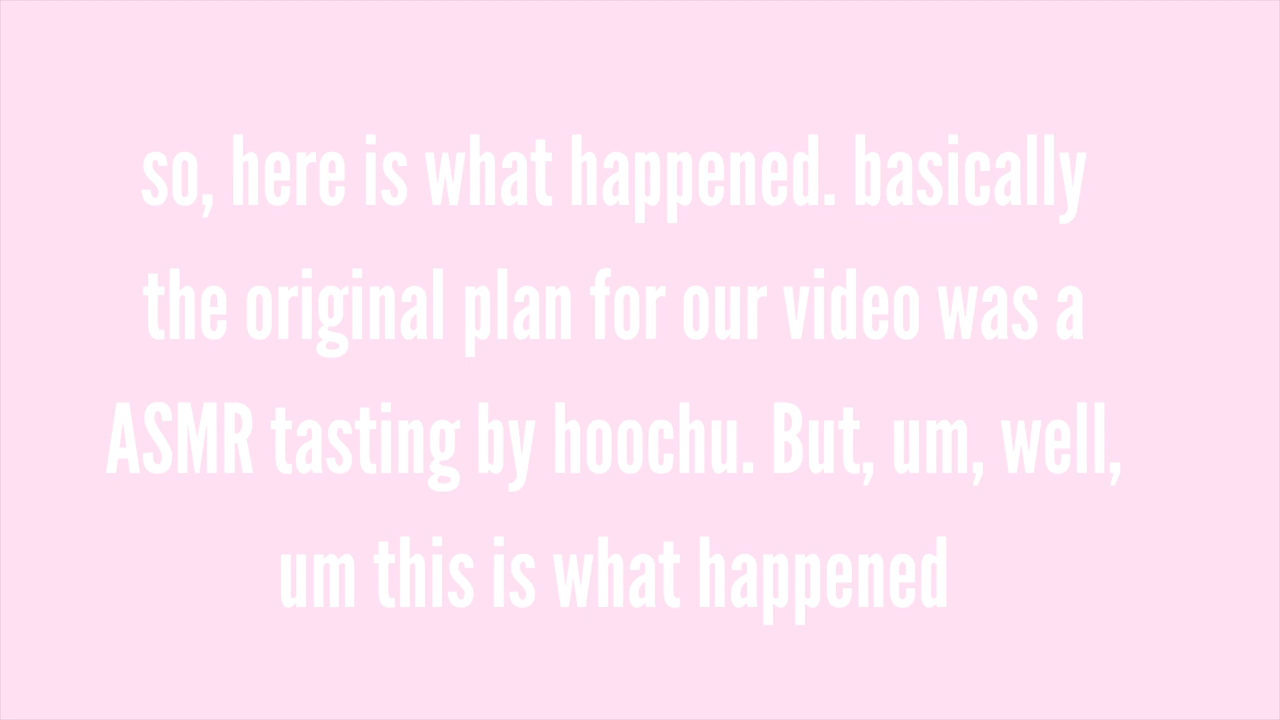 so, here is what happened. basically
the original plan for our video was a
ASMR tasting by hoochu. But, um, well,
um this is what happened